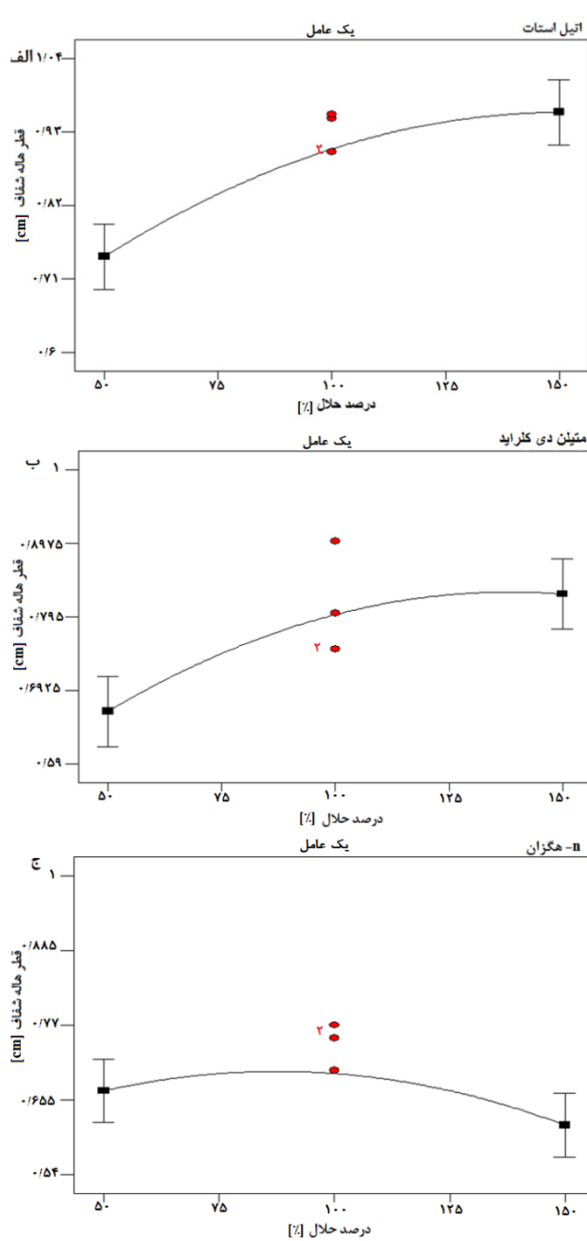 یک عامل
اتیل استات
الف
۱/۰۴
۰/۹۳
۰/۸۲
۰/۷۱
۰/۶
قطر هاله شفاف [cm]
۲
۵۰ ۷۵ ۱۰۰ ۱۲۵ ۱۵۰
درصد حلال [٪]
یک عامل
متیلن دی کلراید
ب
۱
۰/۸۹۷۵
۰/۷۹۵
۰/۶۹۲۵
۰/۵۹
قطر هاله شفاف [cm]
۲
۵۰ ۷۵ ۱۰۰ ۱۲۵ ۱۵۰
درصد حلال [٪]
یک عامل
n- هگزان
ج
۱
۰/۸۸۵
۰/۷۷
۰/۶۵۵
۰/۵۴
قطر هاله شفاف [cm]
۲
۵۰ ۷۵ ۱۰۰ ۱۲۵ ۱۵۰
درصد حلال [٪]